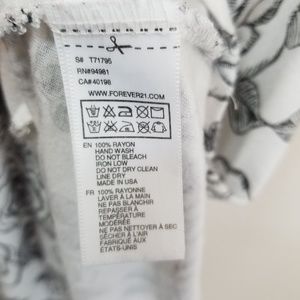 S# T71795
RN#94981
CA# 40198
WWW.FOREVER21.COM
EN 100% RAYON
HAND WASH
DO NOT BLEACH
IRON LOW
DO NOT DRY CLEAN
LINE DRY
MADE IN USA
FR 100% RAYONNE
LAVER À LA MAIN
NE PAS BLANCHIR
REPASSER À
TEMPÉRATURE
MODÉRÉE
NE PAS NETTOYER À SEC
SÉCHER À L'AIR
FABRIQUÉ AUX
ÉTATS-UNIS